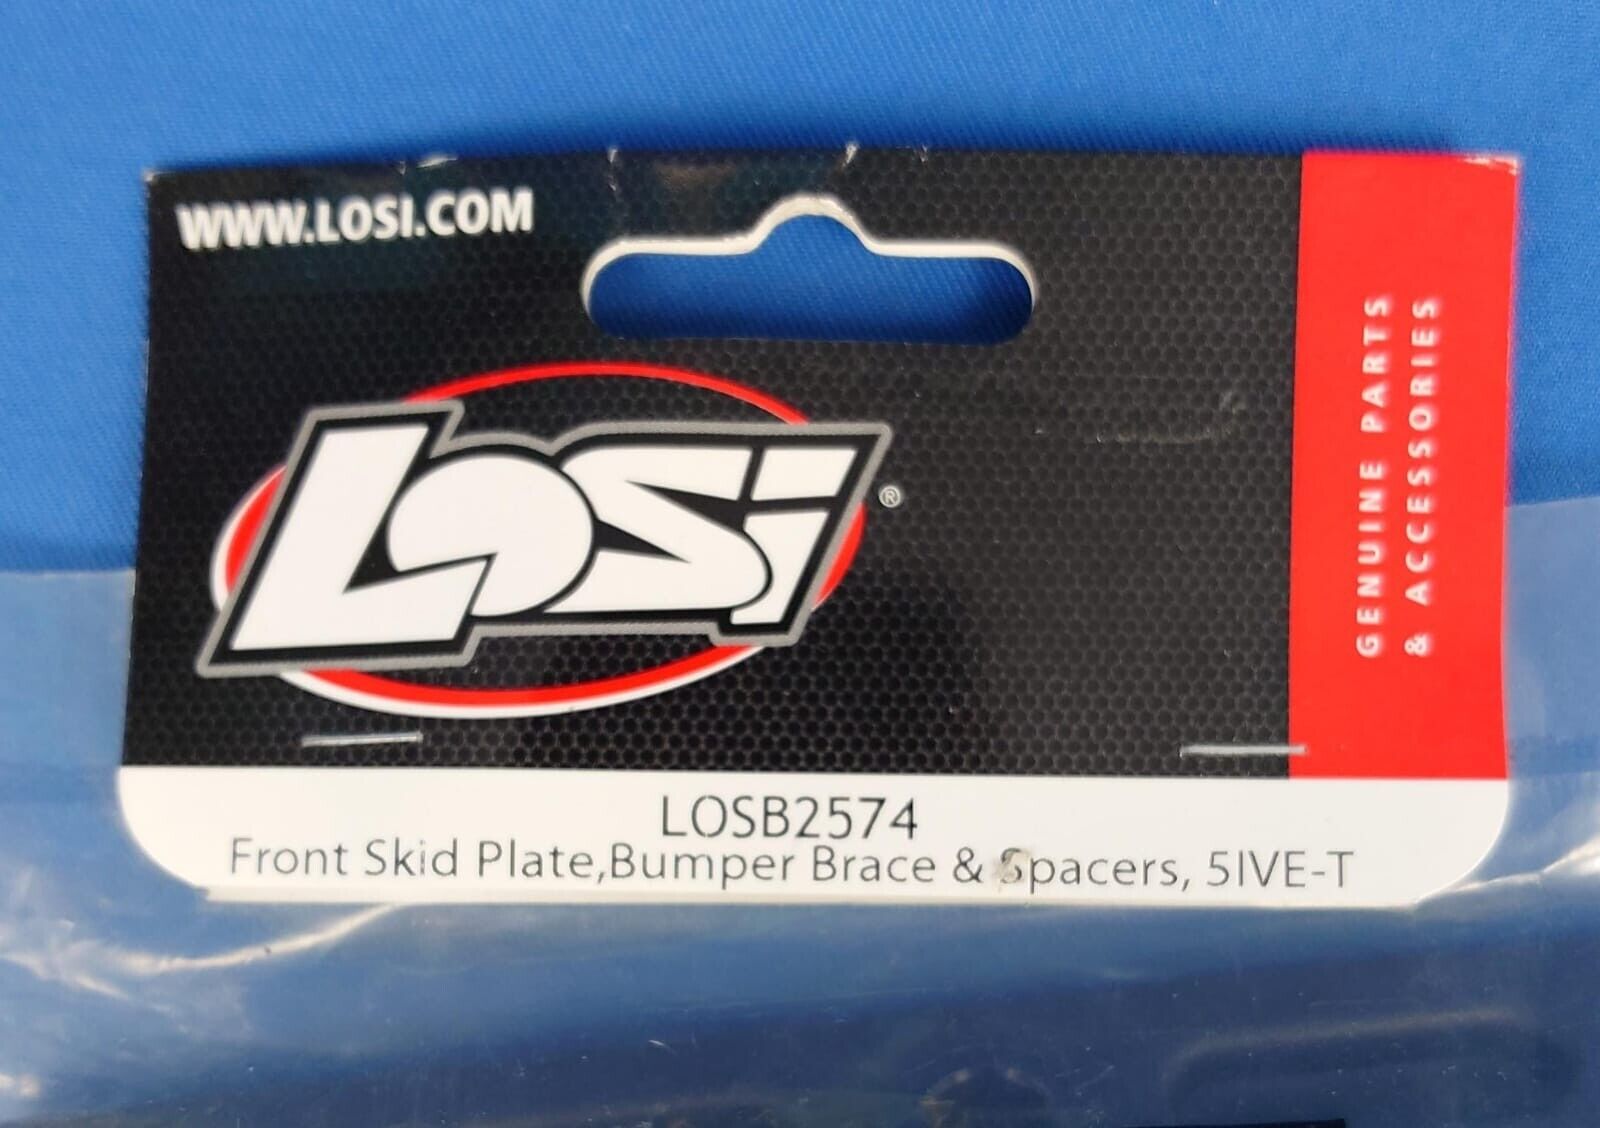 WWW.LOSI.COM
LOSi®
GENUINE PARTS
& ACCESSORIES
LOSB2574
Front Skid Plate,Bumper Brace & Spacers, 5IVE-T